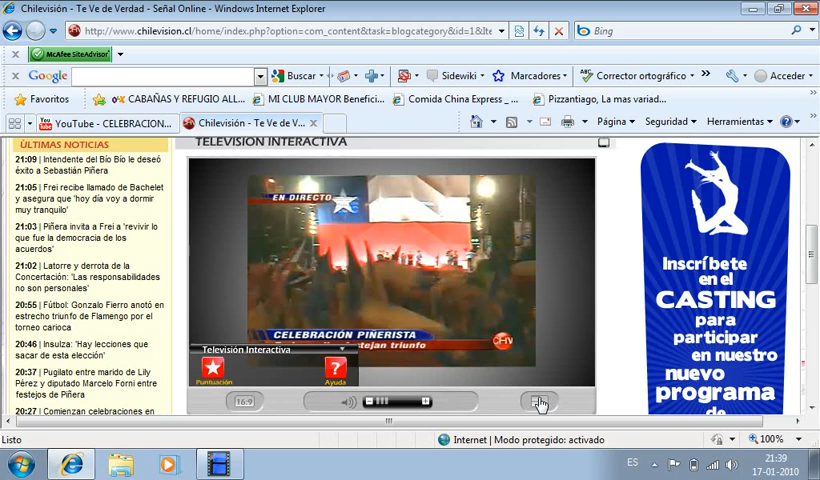 Chilevisión - Te Ve de Verdad - Señal Online - Windows Internet Explorer
http://www.chilevision.cl/home/index.php?option=com_content&task=blogcategory&id=1&Ite
Bing
McAfee SiteAdvisor
Google
Buscar
Sidewiki
Marcadores
ABC
Corrector ortográfico
Acceder
Favoritos
CABAÑAS Y REFUGIO ALL...
MI CLUB MAYOR Benefici...
Comida China Express _ ...
Pizzantiago, La mas variad...
You Tube
YouTube - CELEBRACION...
Chilevisión - Te Ve de V...
Página
Seguridad
Herramientas
ÚLTIMAS NOTICIAS
21:09 | Intendente del Bío Bío le deseó
éxito a Sebastián Piñera
21:05 | Frei recibe llamado de Bachelet
y asegura que 'hoy día voy a dormir
muy tranquilo'
21:03 | Piñera invita a Frei a 'revivir lo
que fue la democracia de los
acuerdos'
21:02 | Latorre y derrota de la
Concertación: 'Las responsabilidades
no son personales'
20:55 | Fútbol: Gonzalo Fierro anotó en
estrecho triunfo de Flamengo por el
torneo carioca
20:46 | Insulza: 'Hay lecciones que
sacar de esta elección'
20:37 | Pugilato entre marido de Lily
Pérez y diputado Marcelo Forni entre
festejos de Piñera
20:27 | Comienzan celebraciones en
TELEVISION INTERACTIVA
EN DIRECTO
CELEBRACIÓN PIÑERISTA
estejan triunfo
CHV
Televisión Interactiva
Puntuación
?
Ayuda
16:9
Inscríbete
en el
CASTING
para
participar
en nuestro
nuevo
programa
de
Listo
Internet | Modo protegido: activado
100%
ES
21:39
17-01-2010